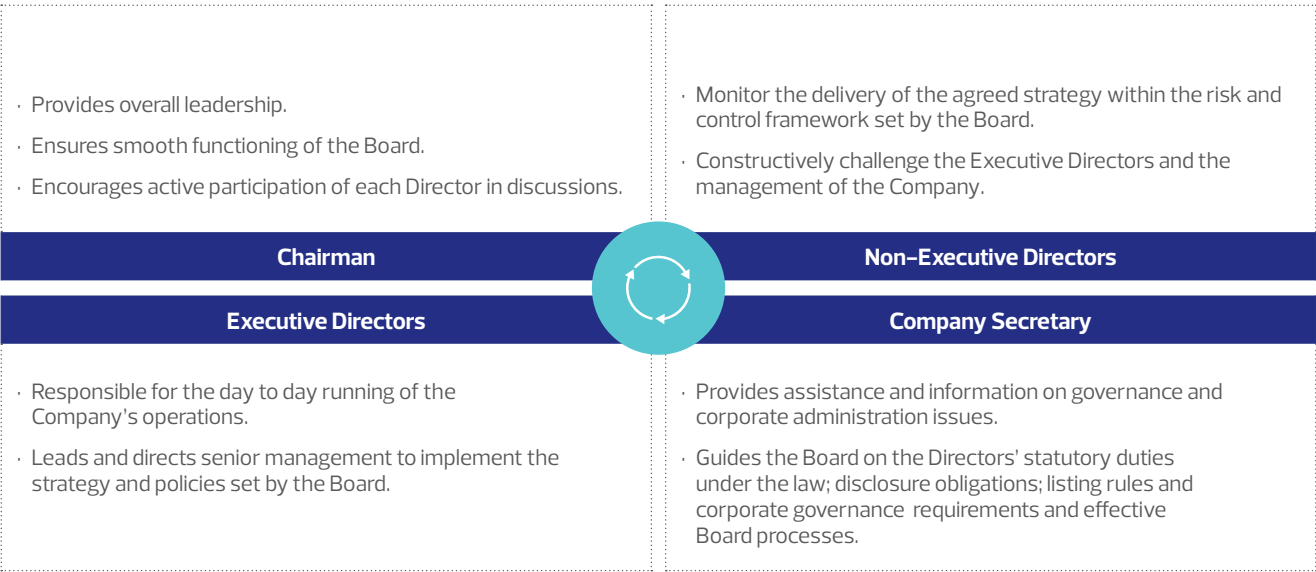 · Provides overall leadership.
· Ensures smooth functioning of the Board.
· Encourages active participation of each Director in discussions.
Chairman
· Monitor the delivery of the agreed strategy within the risk and
control framework set by the Board.
· Constructively challenge the Executive Directors and the
management of the Company.
Non-Executive Directors
Executive Directors
· Responsible for the day to day running of the
Company's operations.
· Leads and directs senior management to implement the
strategy and policies set by the Board.
Company Secretary
· Provides assistance and information on governance and
corporate administration issues.
· Guides the Board on the Directors' statutory duties
under the law; disclosure obligations; listing rules and
corporate governance requirements and effective
Board processes.